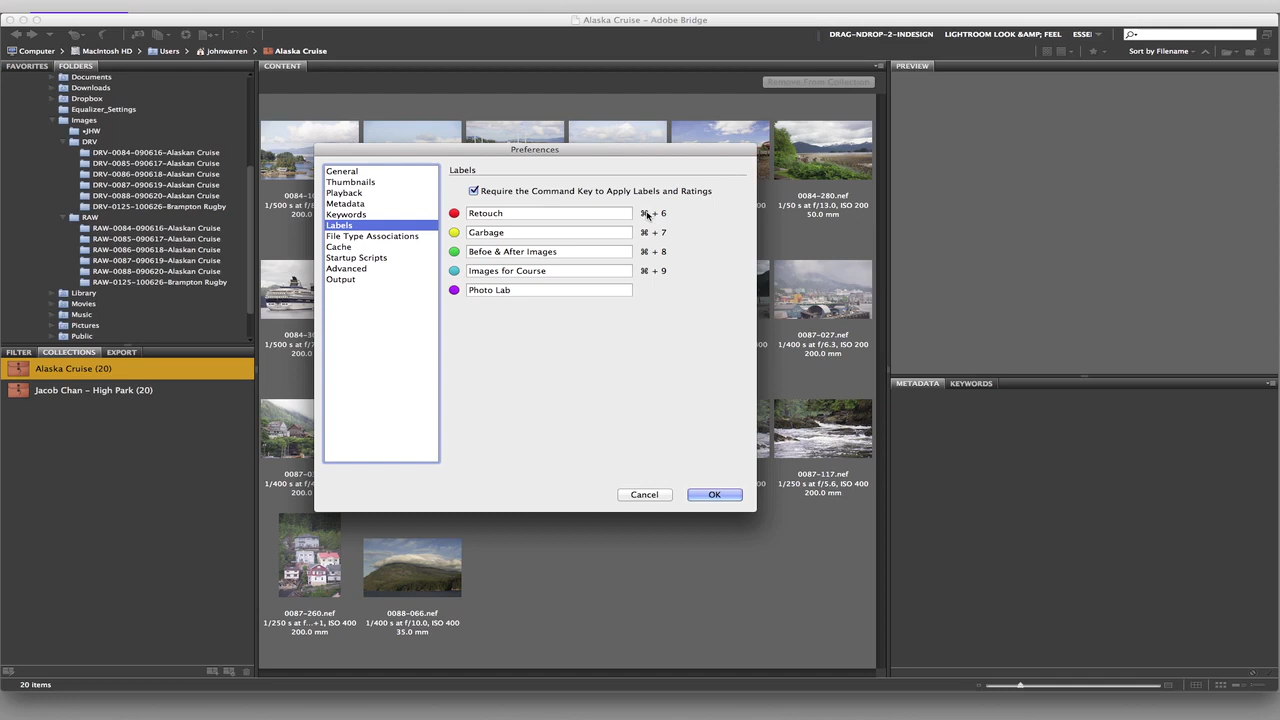 Alaska Cruise – Adobe Bridge
DRAG-NDROP-2-INDESIGN LIGHTROOM LOOK &AMP; FEEL ESSE
Computer MacIntosh HD Users johnwarren Alaska Cruise
Sort by Filename
FAVORITES FOLDERS
Documents
Downloads
Dropbox
Equalizer_Settings
Images
•JHW
DRV
DRV-0084-090616-Alaskan Cruise
DRV-0085-090617-Alaskan Cruise
DRV-0086-090618-Alaskan Cruise
DRV-0087-090619-Alaskan Cruise
DRV-0088-090620-Alaskan Cruise
DRV-0125-100626-Brampton Rugby
RAW
RAW-0084-090616-Alaskan Cruise
RAW-0085-090617-Alaskan Cruise
RAW-0086-090618-Alaskan Cruise
RAW-0087-090619-Alaskan Cruise
RAW-0088-090620-Alaskan Cruise
RAW-0125-100626-Brampton Rugby
Library
Movies
Music
Pictures
Public
FILTER COLLECTIONS EXPORT
Alaska Cruise (20)
Jacob Chan – High Park (20)
20 items
CONTENT
Remove From Collection
Preferences
General
Thumbnails
Playback
Metadata
Keywords
Labels
File Type Associations
Cache
Startup Scripts
Advanced
Output
Labels
Require the Command Key to Apply Labels and Ratings
Retouch ⌘ + 6
Garbage ⌘ + 7
Befoe & After Images ⌘ + 8
Images for Course ⌘ + 9
Photo Lab
Cancel OK
0084-280.nef
1/500 s at f/13.0, ISO 200
50.0 mm
0087-027.nef
1/400 s at f/6.3, ISO 200
200.0 mm
0087-117.nef
1/250 s at f/5.6, ISO 400
200.0 mm
0087-260.nef
1/250 s at f...+1, ISO 400
200.0 mm
0088-066.nef
1/400 s at f/10.0, ISO 400
35.0 mm
PREVIEW
METADATA KEYWORDS